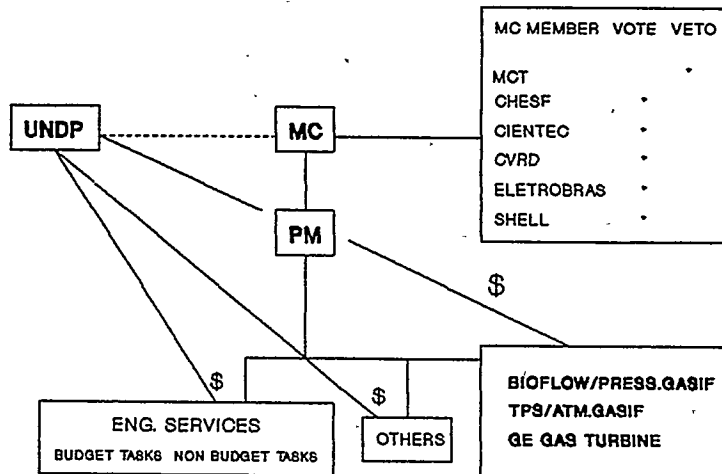 MC MEMBER VOTE VETO
MCT *
CHESF *
CIENTEC *
CVRD *
ELETROBRAS *
SHELL *
UNDP
MC
PM
$
$
$
ENG. SERVICES
BUDGET TASKS NON BUDGET TASKS
OTHERS
BIOFLOW/PRESS.GASIF
TPS/ATM.GASIF
GE GAS TURBINE